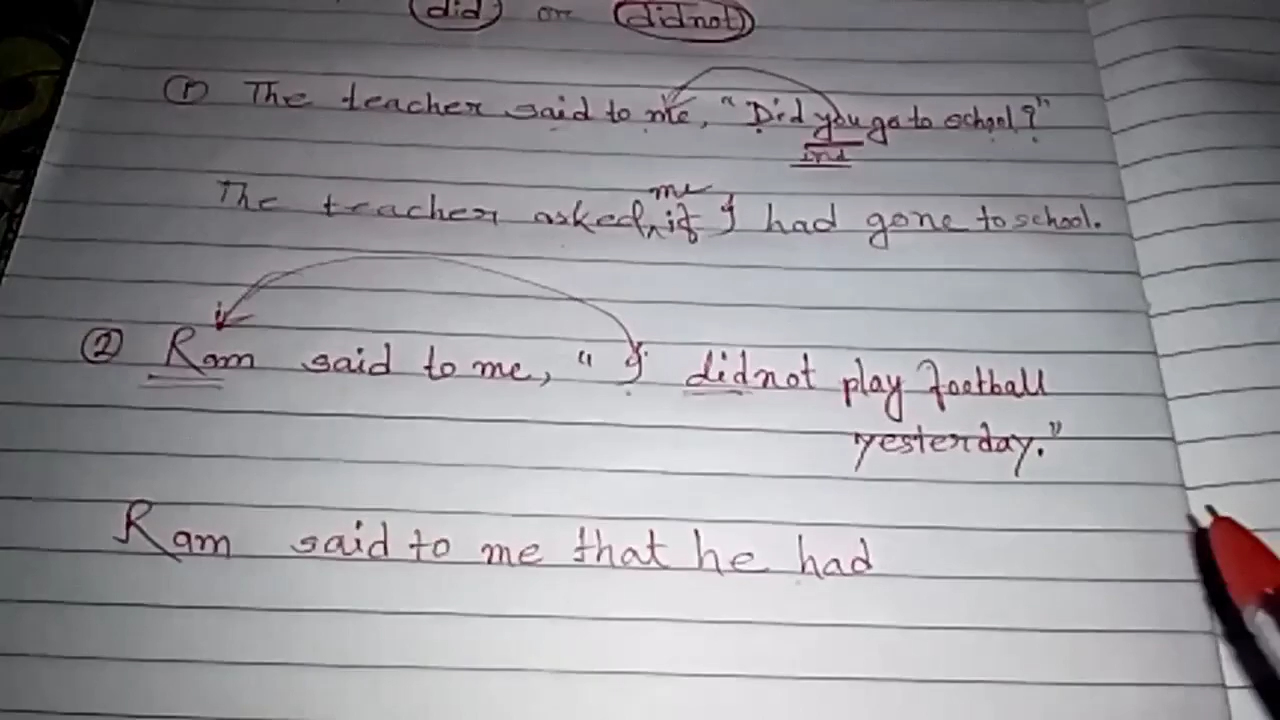 did or didnot
① The teacher said to me, "Did you go to school?"
2nd
me
The teacher asked ^ if I had gone to school.
② Ram said to me, "I didnot play football
yesterday."
Ram said to me that he had